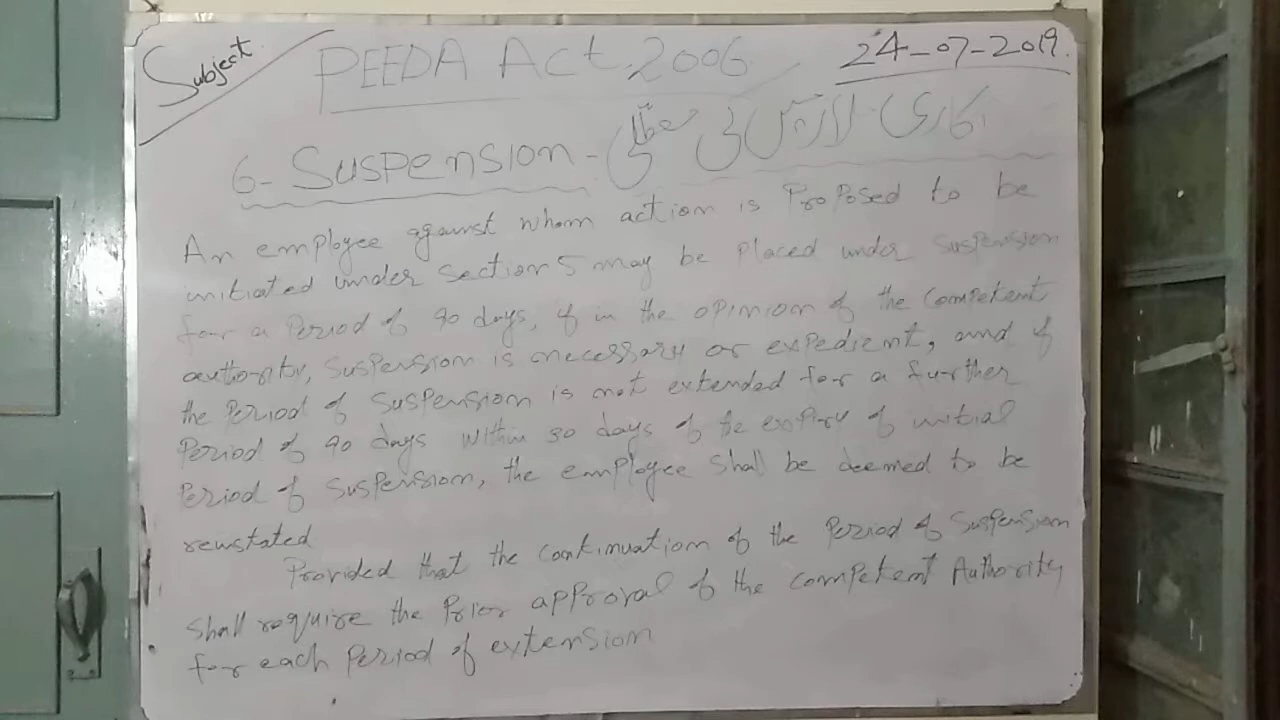 Subject
PEEDA Act. 2006
24-07-2019.
6- Suspension - سرکاری ملازمین کی معطلی
An employee against whom action is Proposed to be
initiated under Section 5 may be Placed under Suspension
for a Period of 90 days, if in the opinion of the Competent
authority, Suspension is necessary or expedient, and if
the Period of Suspension is not extended for a further
Period of 90 days within 30 days of the expiry of initial
Period of Suspension, the employee Shall be deemed to be
reinstated
Provided that the Continuation of the Period of Suspension
Shall require the Prior approval of the competent Authority
for each Period of extension